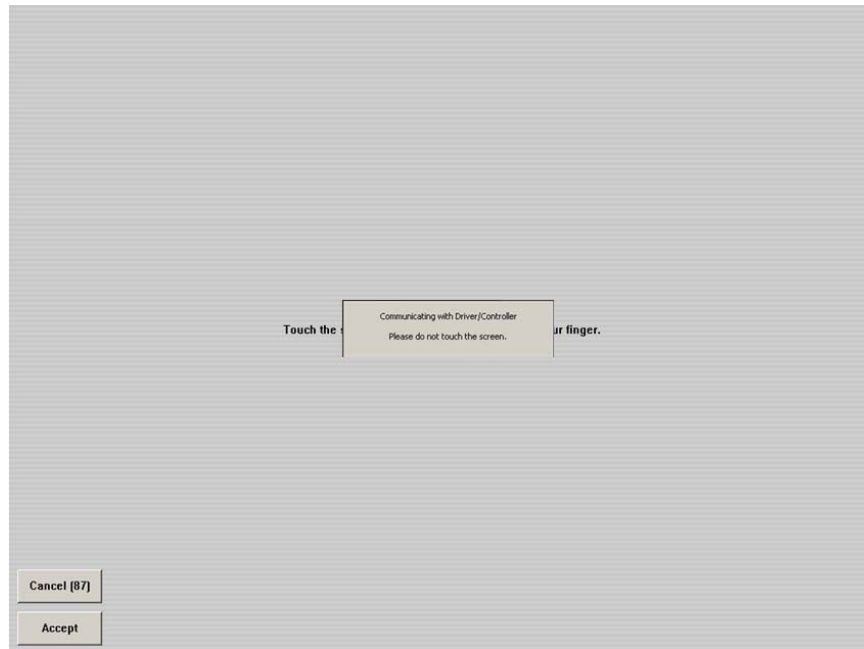 Communicating with Driver/Controller
Touch the
ur finger.
Please do not touch the screen.
Cancel (87)
Accept